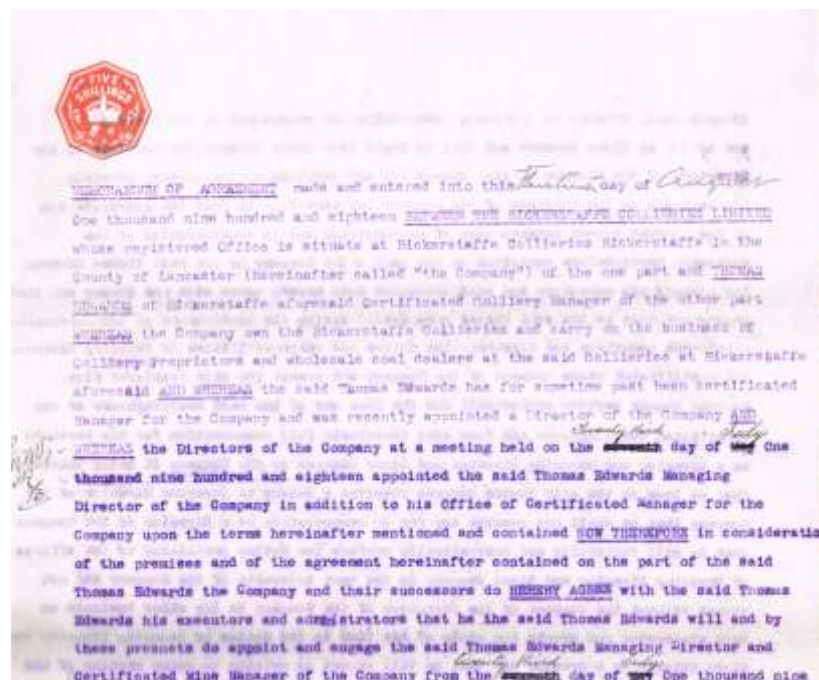 FIVE
SHILLINGS
MEMORANDUM OF AGREEMENT made and entered into this day of
One thousand nine hundred and eighteen BETWEEN THE BICKERSTAFFE COLLIERIES LIMITED
whose registered Office is situate at Bickerstaffe Collieries Bickerstaffe in the
County of Lancaster (hereinafter called "the Company") of the one part and THOMAS
EDWARDS of Bickerstaffe aforesaid Certificated Colliery Manager of the other part
WHEREAS the Company own the Bickerstaffe Collieries and carry on the business of
Colliery Proprietors and wholesale coal dealers at the said Collieries at Bickerstaffe
aforesaid AND WHEREAS the said Thomas Edwards has for sometime past been certificated
Manager for the Company and was recently appointed a Director of the Company AND
twenty third July
WHEREAS the Directors of the Company at a meeting held on the day of One
thousand nine hundred and eighteen appointed the said Thomas Edwards Managing
Director of the Company in addition to his Office of Certificated Manager for the
Company upon the terms hereinafter mentioned and contained NOW THEREFORE in consideratio
of the premises and of the agreement hereinafter contained on the part of the said
Thomas Edwards the Company and their successors do HEREBY AGREE with the said Thomas
Edwards his executors and administrators that he the said Thomas Edwards will and by
these presents do appoint and engage the said Thomas Edwards Managing Director and
twenty third July
Certificated Mine Manager of the Company from the day of One thousand nine